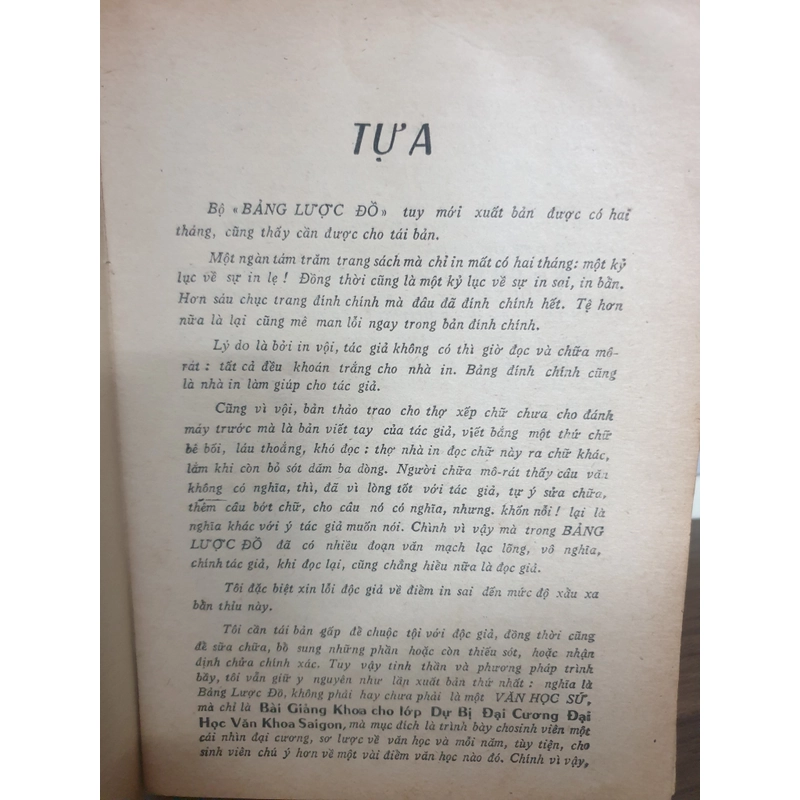 TỰA
Bộ «BẢNG LƯỢC ĐỒ» tuy mới xuất bản được có hai
tháng, cũng thấy cần được cho tái bản.
Một ngàn tám trăm trang sách mà chỉ in mất có hai tháng: một kỷ
lục về sự in lẹ ! Đồng thời cũng là một kỷ lục về sự in sai, in bẩn.
Hơn sáu chục trang đính chính mà đâu đã đính chính hết. Tệ hơn
nữa là lại cũng mê man lỗi ngay trong bản đính chính.
Lý do là bởi in vội, tác giả không có thì giờ đọc và chữa mô-
rát : tất cả đều khoán trắng cho nhà in. Bảng đính chính cũng
là nhà in làm giúp cho tác giả.
Cũng vì vội, bản thảo trao cho thợ xếp chữ chưa cho đánh
máy trước mà là bản viết tay của tác giả, viết bằng một thứ chữ
bê bối, láu thoắng, khó đọc : thợ nhà in đọc chữ này ra chữ khác,
lắm khi còn bỏ sót dăm ba dòng. Người chữa mô-rát thấy câu văn
không có nghĩa, thì, đã vì lòng tốt với tác giả, tự ý sửa chữa,
thêm câu bớt chữ, cho câu nó có nghĩa, nhưng. khốn nỗi ! lại là
nghĩa khác với ý tác giả muốn nói. Chình vì vậy mà trong BẢNG
LƯỢC ĐỒ đã có nhiều đoạn văn mạch lạc lỏng, vô nghĩa,
chính tác giả, khi đọc lại, cũng chẳng hiểu nữa là đọc giả.
Tôi đặc biệt xin lỗi độc giả về điểm in sai đến mức độ xấu xa
bẩn thỉu này.
Tôi cần tái bản gấp để chuộc tội với độc giả, đồng thời cũng
để sữa chữa, bổ sung những phần hoặc còn thiếu sót, hoặc nhận
định chữa chính xác. Tuy vậy tinh thần và phương pháp trình
bầy, tôi vẫn giữ y nguyên như lần xuất bản thứ nhất : nghĩa là
Bảng Lược Đồ, không phải hay chưa phải là một VĂN HỌC SỬ,
mà chỉ là Bài Giảng Khoa cho lớp Dự Bị Đại Cương Đại
Học Văn Khoa Saigon, mà mục đích là trình bày chosinh viên một
cái nhìn đại cương, sơ lược về văn học và mỗi năm, tùy tiện, cho
sinh viên chú ý hơn về một vài điểm văn học nào đó. Chính vì vậy,